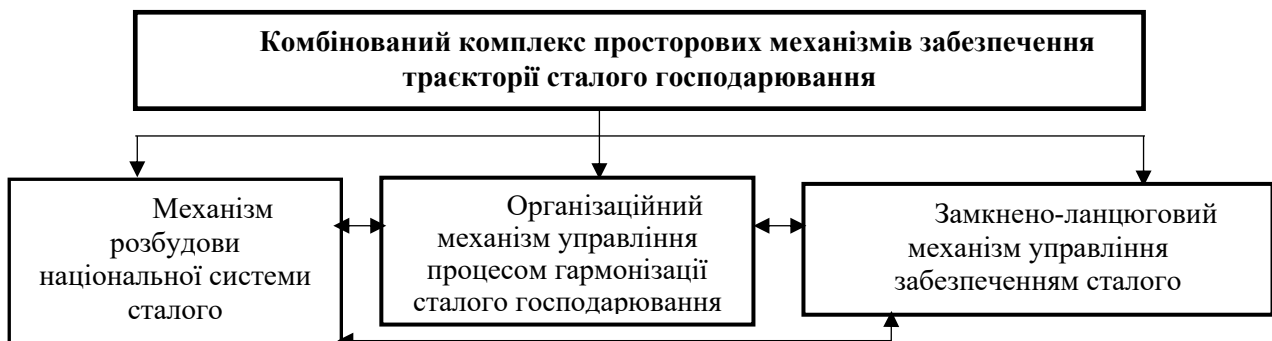 Комбінований комплекс просторових механізмів забезпечення
траєкторії сталого господарювання
Механізм
розбудови
національної системи
сталого
Організаційний
механізм управління
процесом гармонізації
сталого господарювання
Замкнено-ланцюговий
механізм управління
забезпеченням сталого